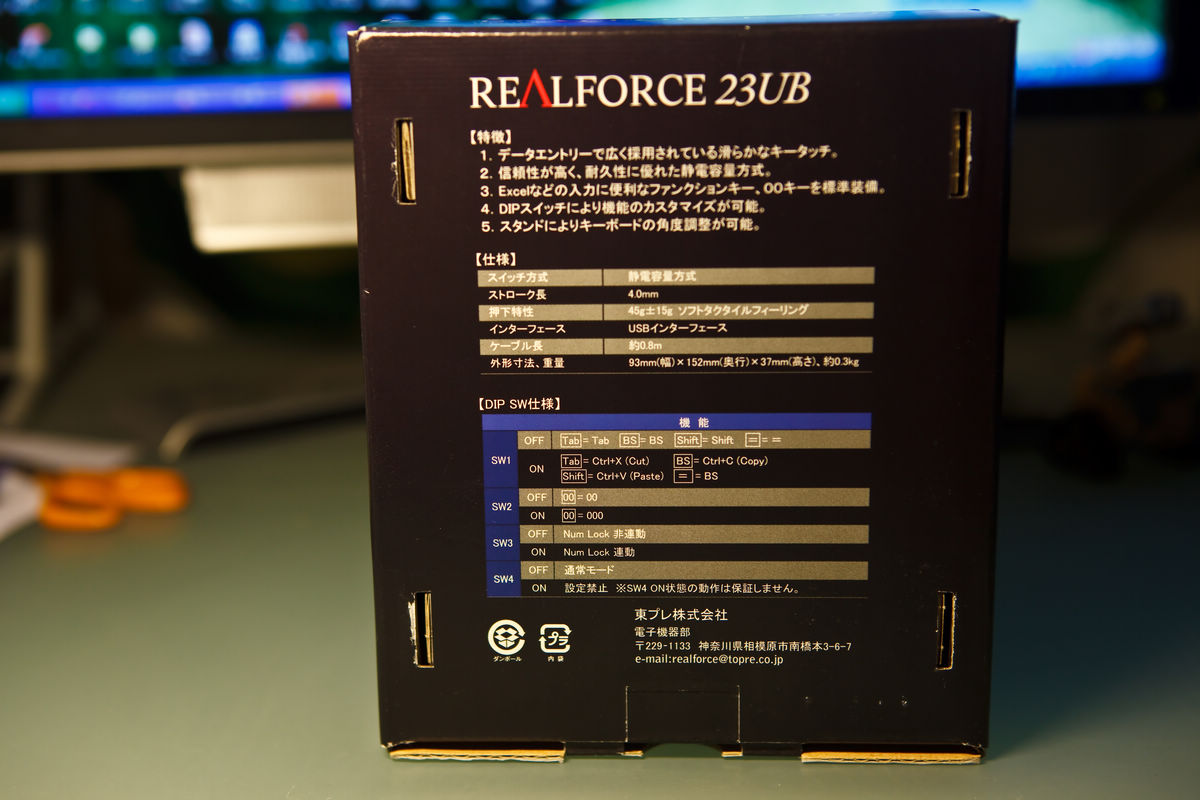 REALFORCE 23UB
【特徴】
1. データエントリーで広く採用されている滑らかなキータッチ。
2. 信頼性が高く、耐久性に優れた静電容量方式。
3. Excelなどの入力に便利なファンクションキー、00キーを標準装備。
4. DIPスイッチにより機能のカスタマイズが可能。
5. スタンドによりキーボードの角度調整が可能。
【仕様】
スイッチ方式 静電容量方式
ストローク長 4.0mm
押下特性 45g±15g ソフトタクタイルフィーリング
インターフェース USBインターフェース
ケーブル長 約0.8m
外形寸法、重量 93mm(幅)×152mm(奥行)×37mm(高さ)、約0.3kg
【DIP SW仕様】
機 能
SW1 OFF Tab = Tab BS = BS Shift = Shift = = =
ON Tab = Ctrl+X (Cut) BS = Ctrl+C (Copy)
Shift = Ctrl+V (Paste) = = BS
SW2 OFF 00 = 00
ON 00 = 000
SW3 OFF Num Lock 非連動
ON Num Lock 連動
SW4 OFF 通常モード
ON 設定禁止 ※SW4 ON状態の動作は保証しません。
東プレ株式会社
電子機器部
〒229-1133 神奈川県相模原市南橋本3-6-7
e-mail:realforce@topre.co.jp
プラ
ダンボール 内 袋